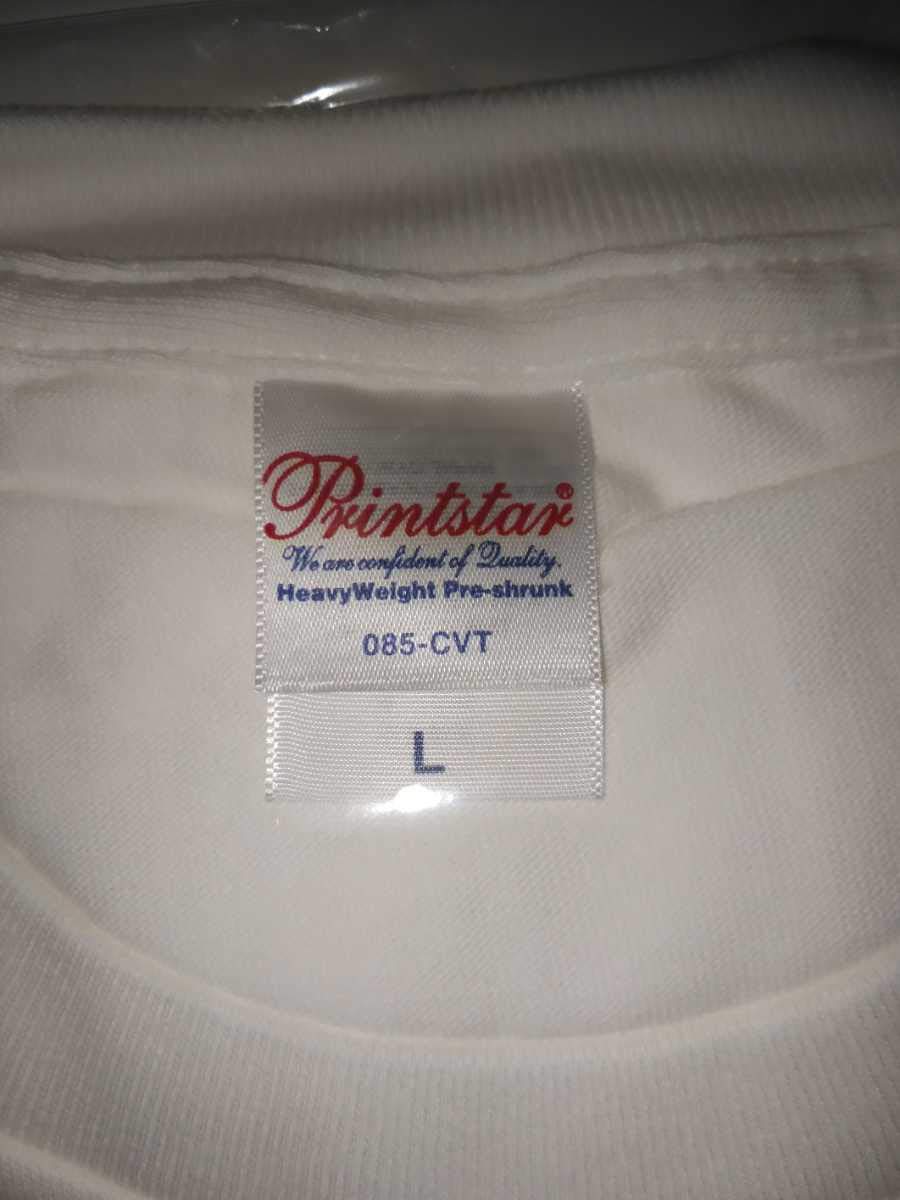 Printstar®
We are confident of Quality.
HeavyWeight Pre-shrunk
085-CVT
L